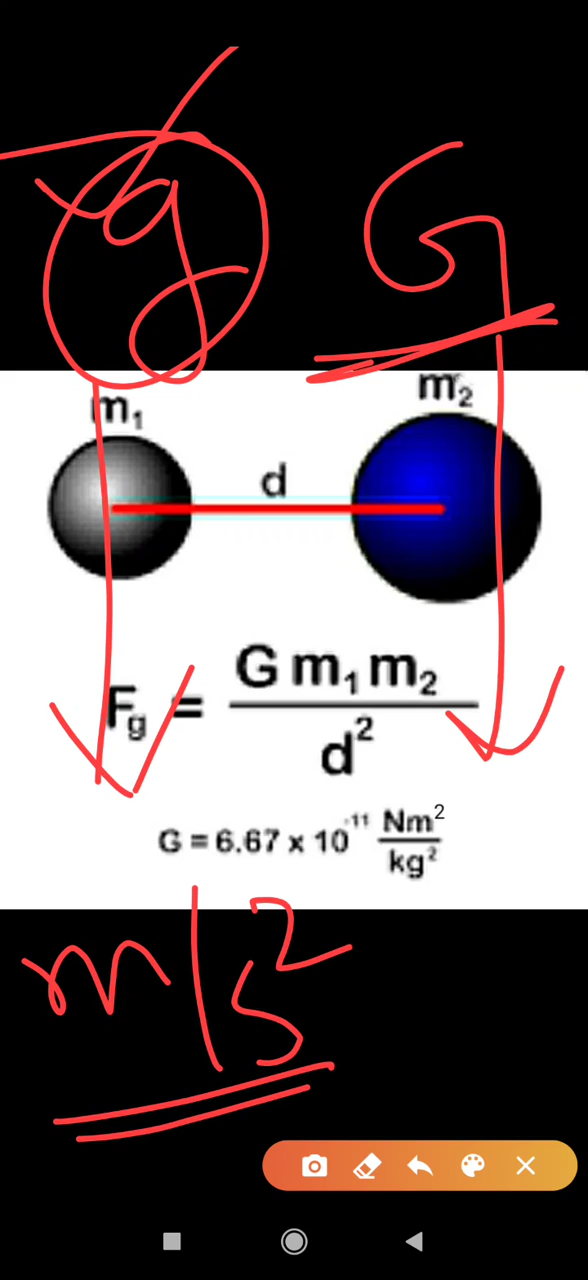 g G
m₁ m₂
d
Fg = G m₁ m₂ / d²
G = 6.67 x 10⁻¹¹ Nm² / kg²
m/s²